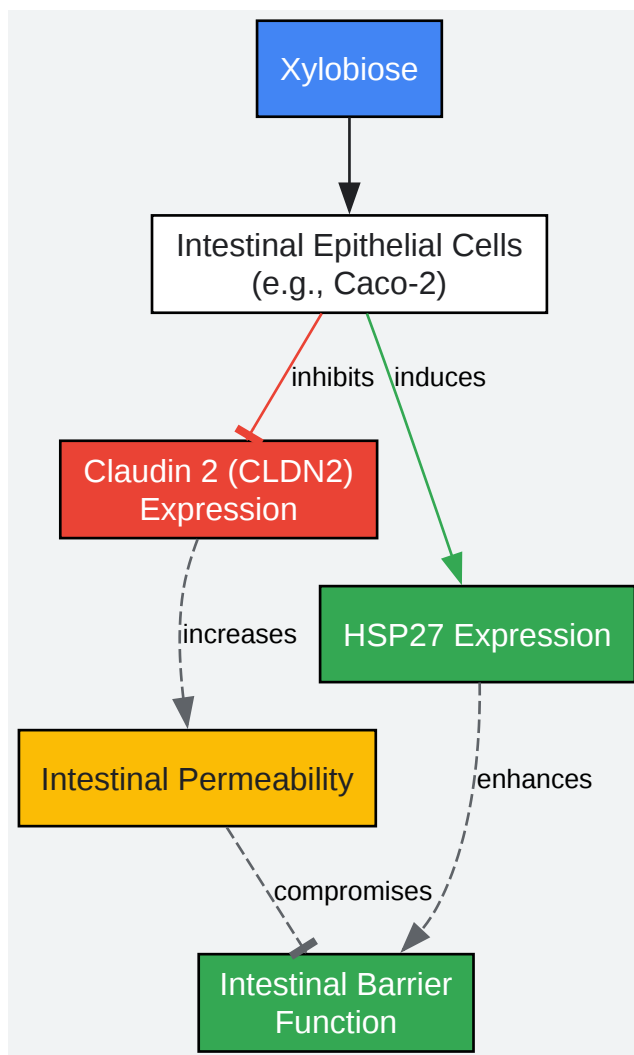 Xylobiose
Intestinal Epithelial Cells
(e.g., Caco-2)
inhibits
induces
Claudin 2 (CLDN2)
Expression
HSP27 Expression
increases
Intestinal Permeability
enhances
compromises
Intestinal Barrier
Function